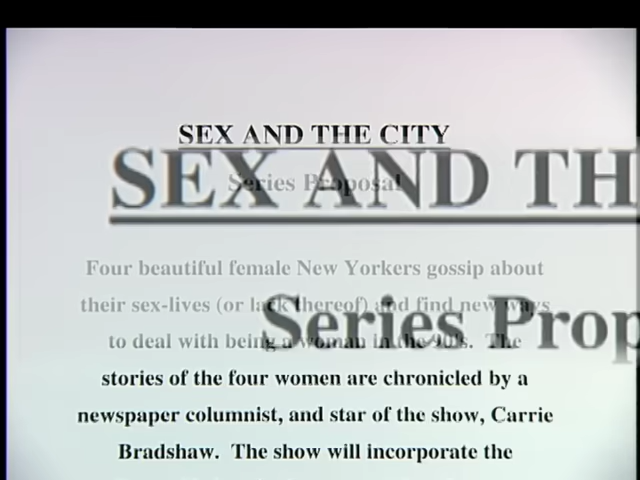 SEX AND THE CITY
SEX AND TH
Series Proposal
Four beautiful female New Yorkers gossip about
their sex-lives (or lack thereof) and find new ways
Series Prop
to deal with being a woman in the 90's. The
stories of the four women are chronicled by a
newspaper columnist, and star of the show, Carrie
Bradshaw. The show will incorporate the